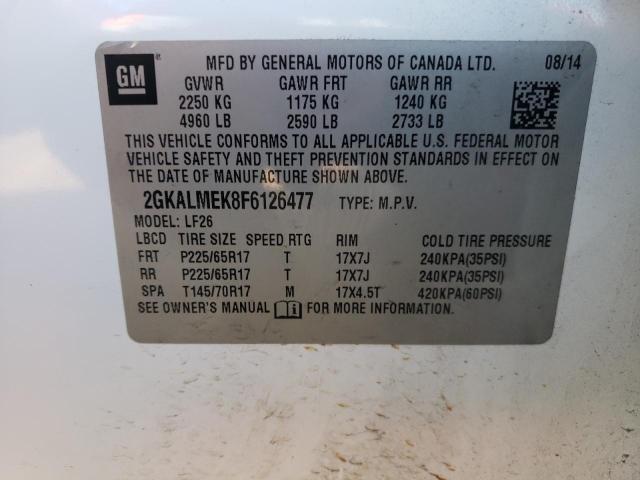 GM
MFD BY GENERAL MOTORS OF CANADA LTD. 08/14
GVWR GAWR FRT GAWR RR
2250 KG 1175 KG 1240 KG
4960 LB 2590 LB 2733 LB
THIS VEHICLE CONFORMS TO ALL APPLICABLE U.S. FEDERAL MOTOR
VEHICLE SAFETY AND THEFT PREVENTION STANDARDS IN EFFECT ON
THE DATE OF MANUFACTURE SHOWN ABOVE.
2GKALMEK8F6126477 TYPE: M.P.V.
MODEL: LF26
LBCD TIRE SIZE SPEED RTG RIM COLD TIRE PRESSURE
FRT P225/65R17 T 17X7J 240KPA(35PSI)
RR P225/65R17 T 17X7J 240KPA(35PSI)
SPA T145/70R17 M 17X4.5T 420KPA(60PSI)
SEE OWNER'S MANUAL FOR MORE INFORMATION.